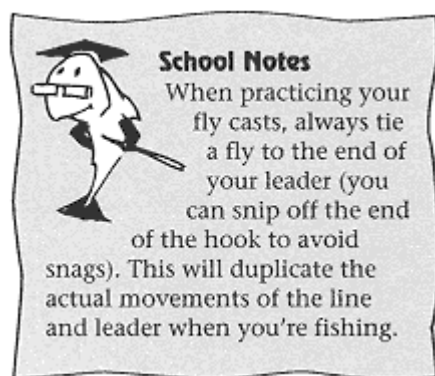 School Notes
When practicing your
fly casts, always tie
a fly to the end of
your leader (you
can snip off the end
of the hook to avoid
snags). This will duplicate the
actual movements of the line
and leader when you're fishing.